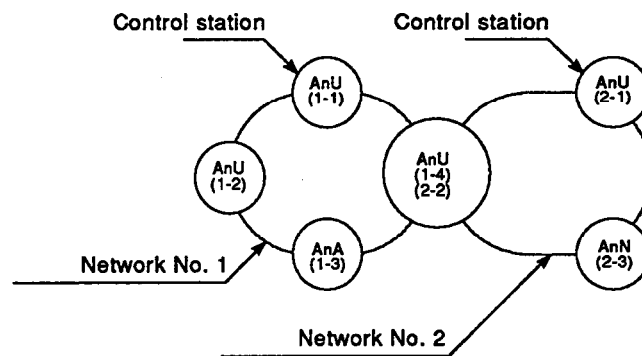 Control station
Control station
AnU
(1-1)
AnU
(2-1)
AnU
(1-2)
AnU
(1-4)
(2-2)
AnA
(1-3)
AnN
(2-3)
Network No. 1
Network No. 2